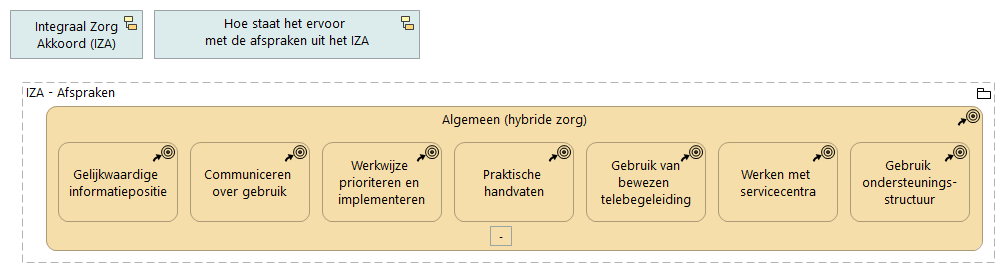 Integraal Zorg
Akkoord (IZA)
Hoe staat het ervoor
met de afspraken uit het IZA
IZA - Afspraken
Algemeen (hybride zorg)
Gelijkwaardige
informatiepositie
Communiceren
over gebruik
Werkwijze
prioriteren en
implementeren
Praktische
handvaten
Gebruik van
bewezen
telebegeleiding
Werken met
servicecentra
Gebruik
ondersteunings-
structuur
-